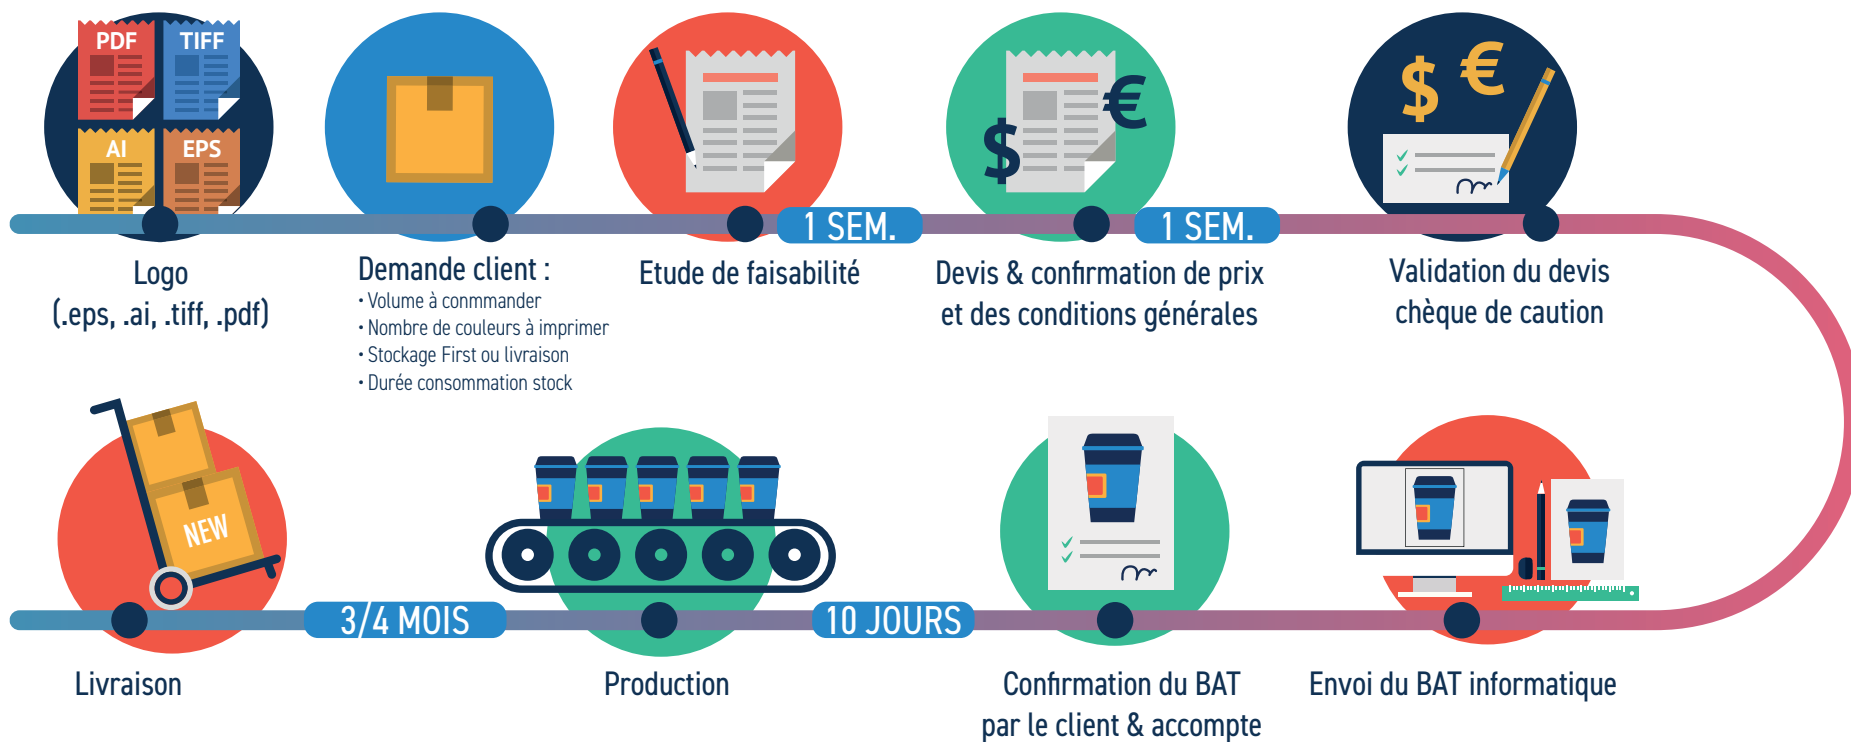 PDF
TIFF
AI
EPS
$
€
$ €
1 SEM.
1 SEM.
Logo
(.eps, .ai, .tiff, .pdf)
Demande client :
• Volume à conmmander
• Nombre de couleurs à imprimer
• Stockage First ou livraison
• Durée consommation stock
Etude de faisabilité
Devis & confirmation de prix
et des conditions générales
Validation du devis
chèque de caution
NEW
3/4 MOIS
10 JOURS
Livraison
Production
Confirmation du BAT
par le client & accompte
Envoi du BAT informatique